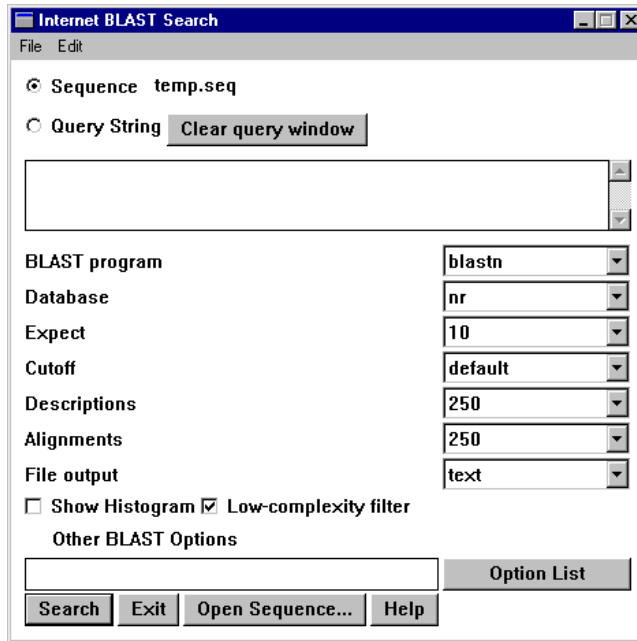 Internet BLAST Search
File Edit
Sequence temp.seq
Query String Clear query window
BLAST program blastn
Database nr
Expect 10
Cutoff default
Descriptions 250
Alignments 250
File output text
Show Histogram Low-complexity filter
Other BLAST Options
Option List
Search Exit Open Sequence... Help